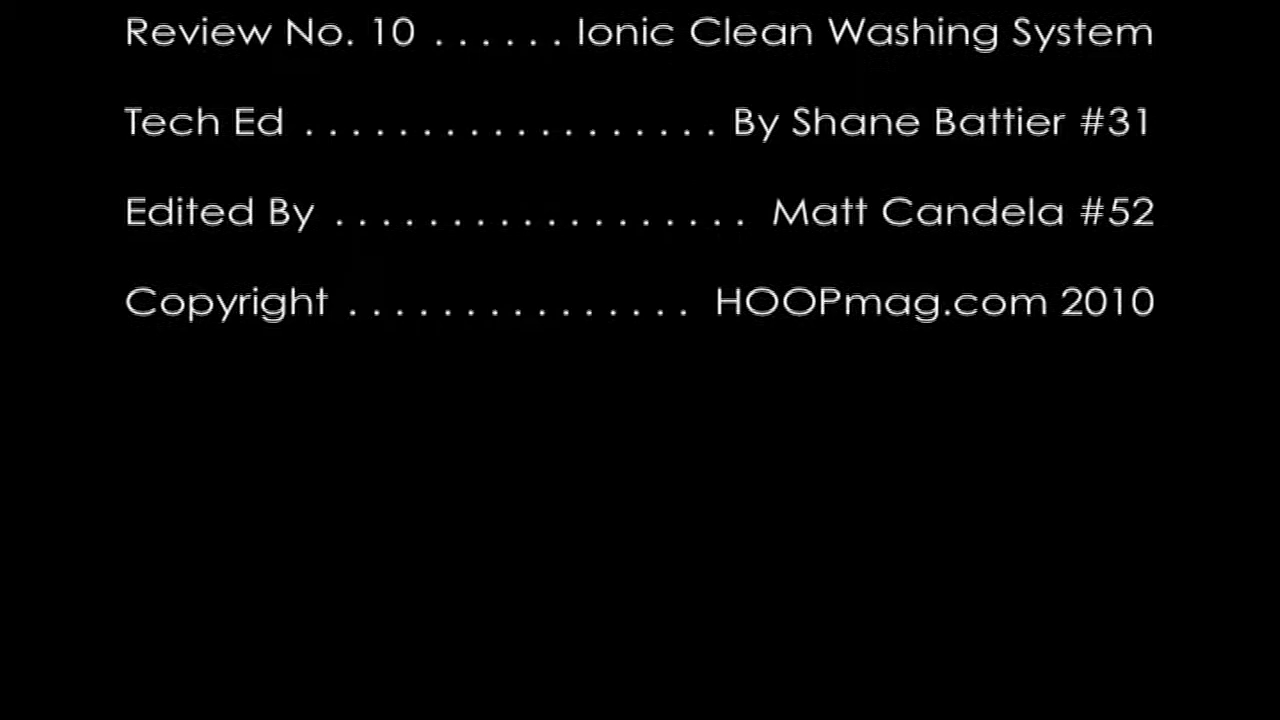 Review No. 10 . . . . . . Ionic Clean Washing System
Tech Ed . . . . . . . . . . . . . . . . . . By Shane Battier #31
Edited By . . . . . . . . . . . . . . . . . . Matt Candela #52
Copyright . . . . . . . . . . . . . . . HOOPmag.com 2010